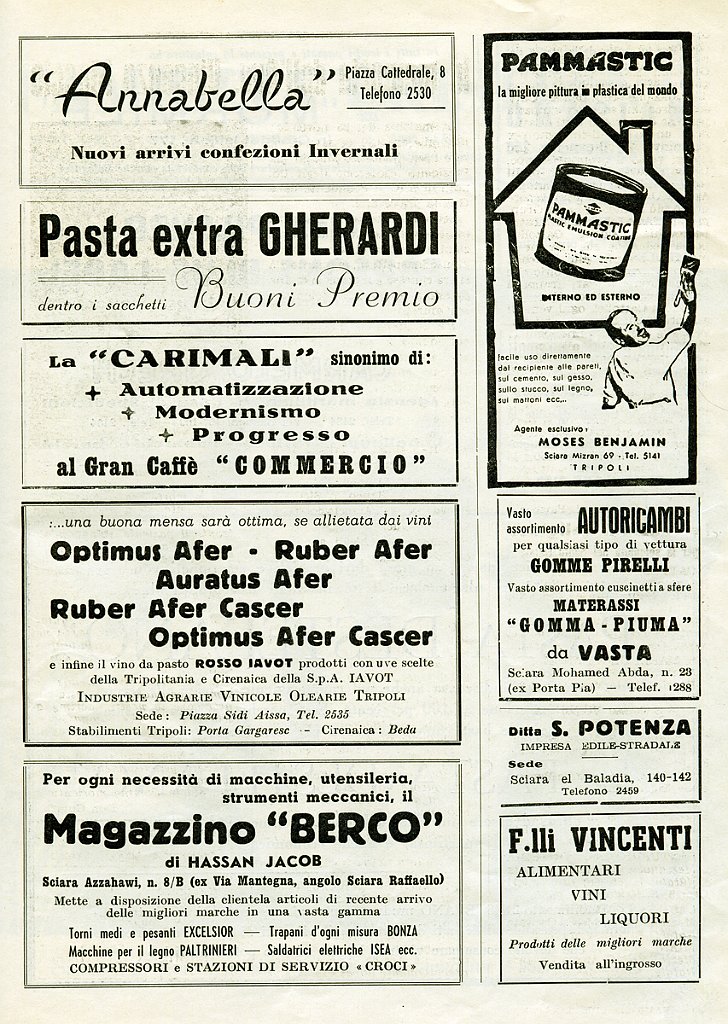 “Annabella”
Piazza Cattedrale, 8
Telefono 2530
Nuovi arrivi confezioni Invernali
Pasta extra GHERARDI
dentro i sacchetti Buoni Premio
La “CARIMALI” sinonimo di:
+ Automatizzazione
+ Modernismo
+ Progresso
al Gran Caffè “COMMERCIO”
:...una buona mensa sarà ottima, se allietata dai vini
Optimus Afer - Ruber Afer
Auratus Afer
Ruber Afer Cascer
Optimus Afer Cascer
e infine il vino da pasto ROSSO IAVOT prodotti con uve scelte
della Tripolitania e Cirenaica della S.p.A. IAVOT
INDUSTRIE AGRARIE VINICOLE OLEARIE TRIPOLI
Sede: Piazza Sidi Aissa, Tel. 2535
Stabilimenti Tripoli: Porta Gargaresc - Cirenaica: Beda
Per ogni necessità di macchine, utensileria,
strumenti meccanici, il
Magazzino “BERCO”
di HASSAN JACOB
Sciara Azzahawi, n. 8/B (ex Via Mantegna, angolo Sciara Raffaello)
Mette a disposizione della clientela articoli di recente arrivo
delle migliori marche in una vasta gamma
Torni medi e pesanti EXCELSIOR — Trapani d'ogni misura BONZA
Macchine per il legno PALTRINIERI — Saldatrici elettriche ISEA ecc.
COMPRESSORI e STAZIONI DI SERVIZIO « CROCI »
PAMMASTIC
la migliore pittura in plastica del mondo
PAMMASTIC
PLASTIC EMULSION COATING
INTERNO ED ESTERNO
facile uso direttamente
dal recipiente alle pareti,
sul cemento, sul gesso,
sullo stucco, sul legno,
sui mattoni ecc...
Agente esclusivo:
MOSES BENJAMIN
Sciara Mizran 69 - Tel. 5141
TRIPOLI
Vasto
assortimento AUTORICAMBI
per qualsiasi tipo di vettura
GOMME PIRELLI
Vasto assortimento cuscinetti a sfere
MATERASSI
“GOMMA - PIUMA”
da VASTA
Sciara Mohamed Abda, n. 23
(ex Porta Pia) — Telef. 1288
Ditta S. POTENZA
IMPRESA EDILE-STRADALE
Sede
Sciara el Baladia, 140-142
Telefono 2459
F.lli VINCENTI
ALIMENTARI
VINI
LIQUORI
Prodotti delle migliori marche
Vendita all'ingrosso